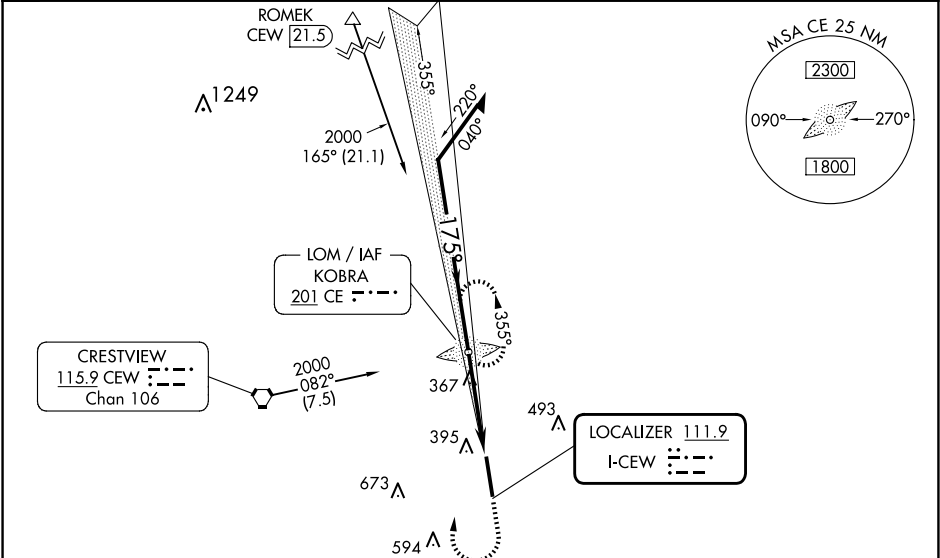 ROMEK
CEW 21.5
1249
2000
165° (21.1)
355°
220°
040°
175°
355°
MSA CE 25 NM
2300
090°
270°
1800
LOM / IAF
KOBRA
201 CE
CRESTVIEW
115.9 CEW
Chan 106
2000
082°
(7.5)
367
395
493
LOCALIZER 111.9
I-CEW
673
594